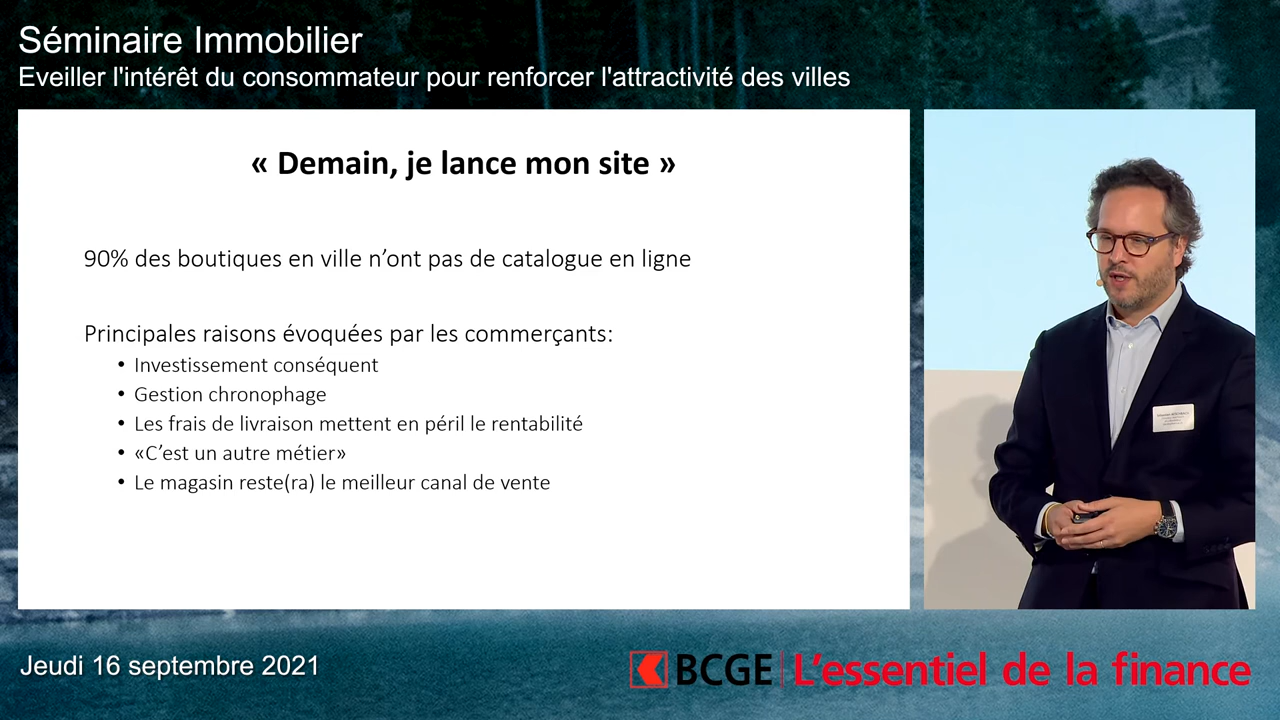 Séminaire Immobilier
Eveiller l'intérêt du consommateur pour renforcer l'attractivité des villes
« Demain, je lance mon site »
90% des boutiques en ville n’ont pas de catalogue en ligne
Principales raisons évoquées par les commerçants:
• Investissement conséquent
• Gestion chronophage
• Les frais de livraison mettent en péril le rentabilité
• «C’est un autre métier»
• Le magasin reste(ra) le meilleur canal de vente
Jeudi 16 septembre 2021
BCGE L’essentiel de la finance